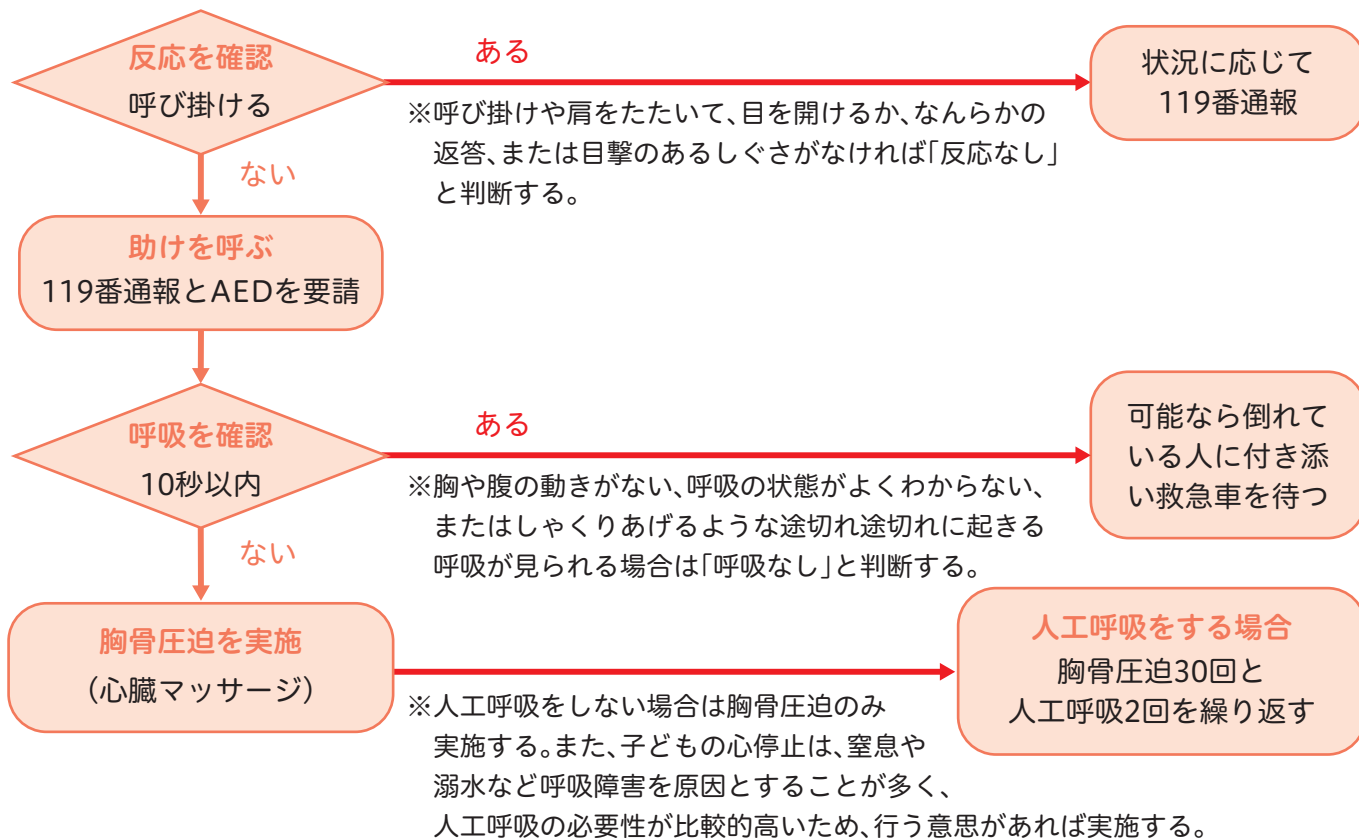 反応を確認
呼び掛ける
ある
状況に応じて
119番通報
※呼び掛けや肩をたたいて、目を開けるか、なんらかの
返答、または目撃のあるしぐさがなければ「反応なし」
と判断する。
ない
助けを呼ぶ
119番通報とAEDを要請
呼吸を確認
10秒以内
ある
可能なら倒れて
いる人に付き添
い救急車を待つ
※胸や腹の動きがない、呼吸の状態がよくわからない、
またはしゃくりあげるような途切れ途切れに起きる
呼吸が見られる場合は「呼吸なし」と判断する。
ない
胸骨圧迫を実施
（心臓マッサージ）
人工呼吸をする場合
胸骨圧迫30回と
人工呼吸2回を繰り返す
※人工呼吸をしない場合は胸骨圧迫のみ
実施する。また、子どもの心停止は、窒息や
溺水など呼吸障害を原因とすることが多く、
人工呼吸の必要性が比較的高いため、行う意思があれば実施する。